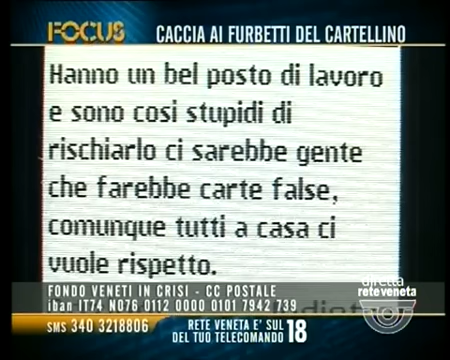 FOCUS CACCIA AI FURBETTI DEL CARTELLINO
Hanno un bel posto di lavoro
e sono cosi stupidi di
rischiarlo ci sarebbe gente
che farebbe carte false,
comunque tutti a casa ci
vuole rispetto.
diretta
reteveneta
FONDO VENETI IN CRISI - CC POSTALE
iban IT74 N076 0112 0000 0101 7942 739
SMS 340 3218806
RETE VENETA E' SUL
DEL TUO TELECOMANDO 18